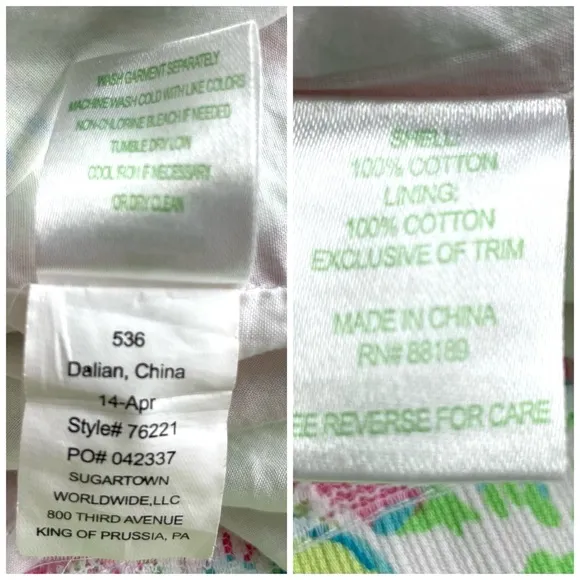 WASH GARMENT SEPARATELY
MACHINE WASH COLD WITH LIKE COLORS
NON-CHLORINE BLEACH IF NEEDED
TUMBLE DRY LOW
COOL IRON IF NECESSARY
OR DRY CLEAN
536
Dalian, China
14-Apr
Style# 76221
PO# 042337
SUGARTOWN
WORLDWIDE,LLC
800 THIRD AVENUE
KING OF PRUSSIA, PA
SHELL:
100% COTTON
LINING:
100% COTTON
EXCLUSIVE OF TRIM
MADE IN CHINA
RN# 88189
EE REVERSE FOR CARE